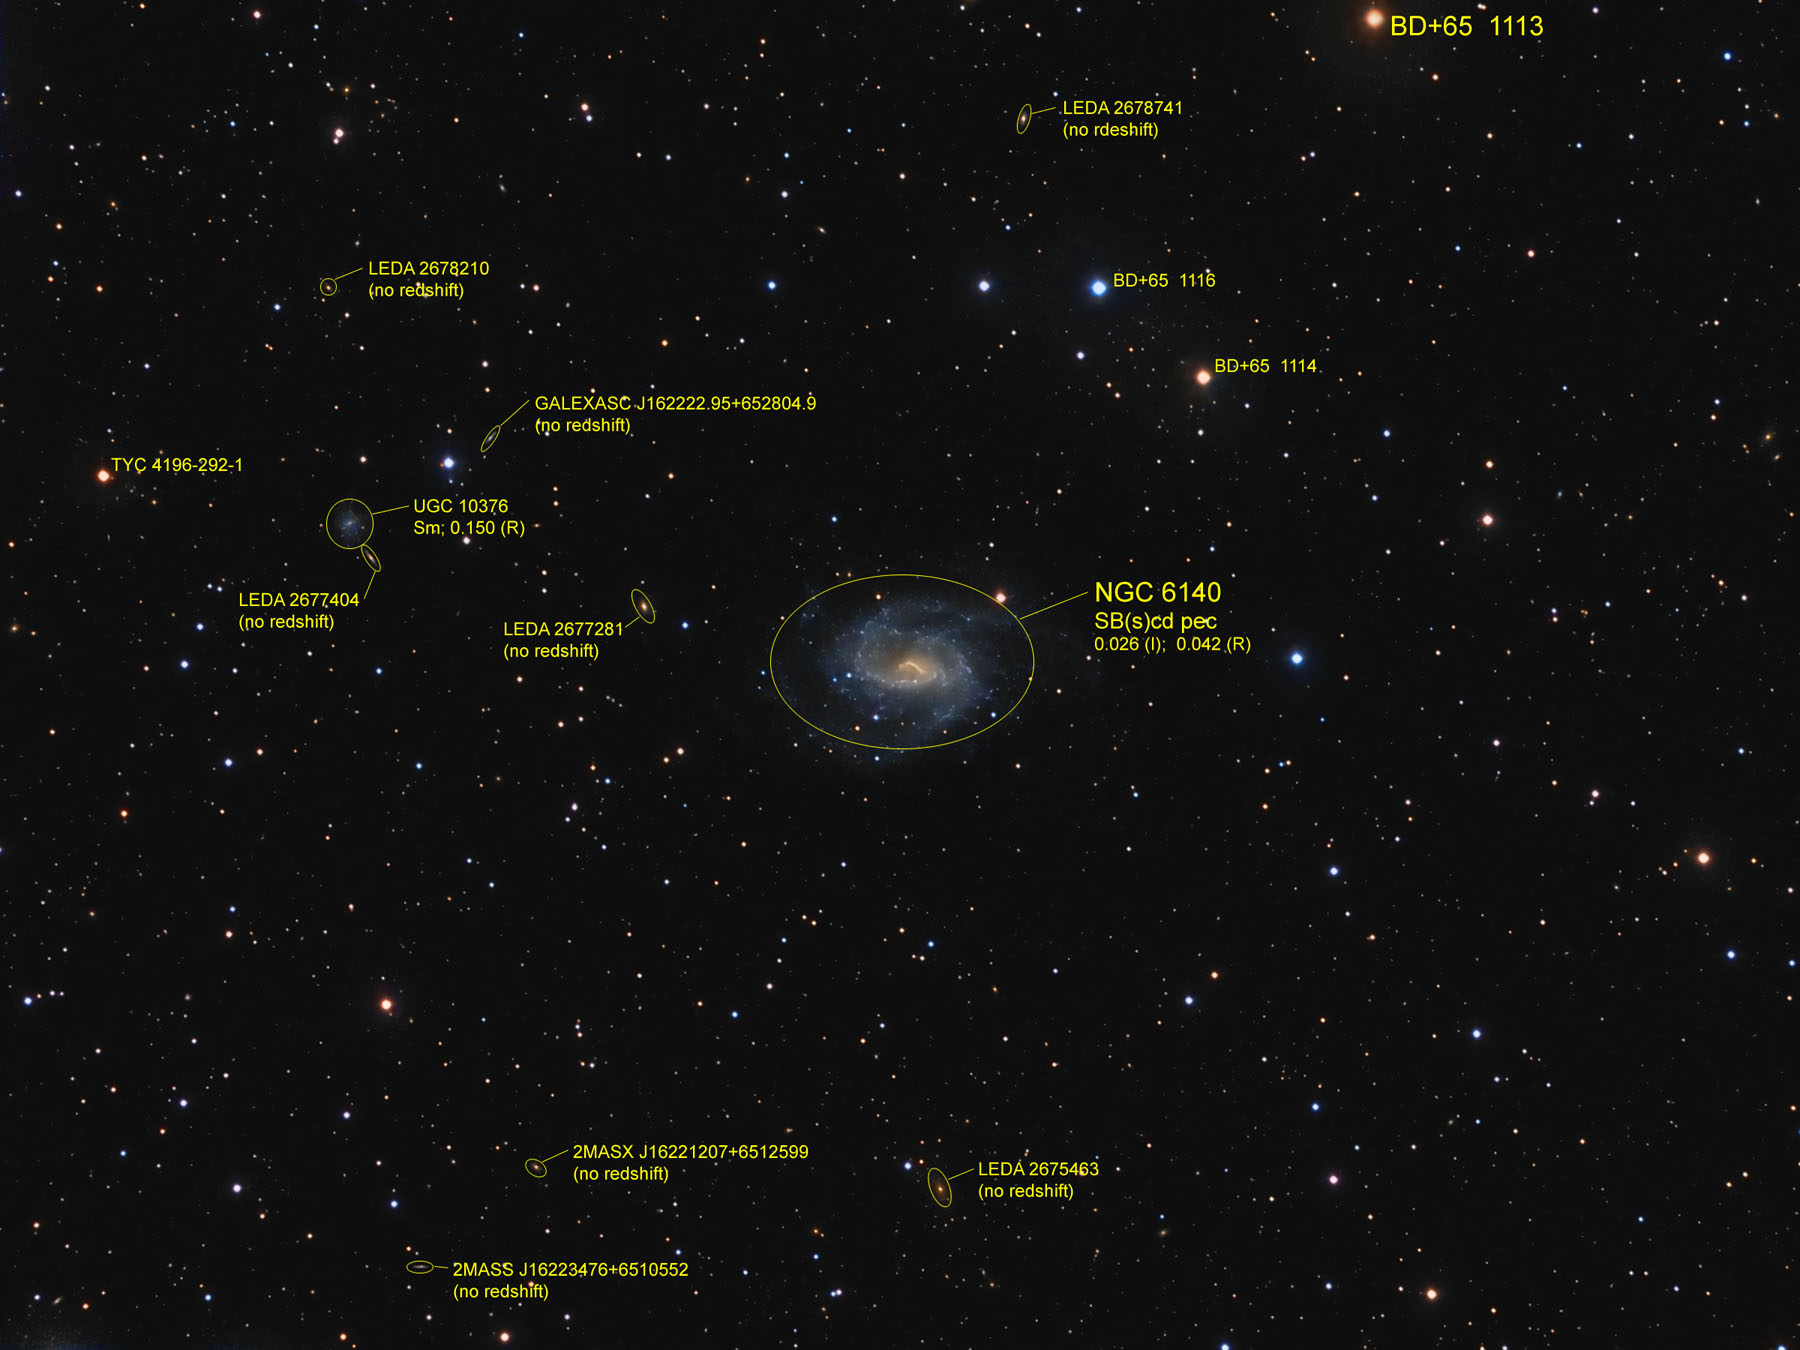 BD+65  1113
LEDA 2678741
(no rdeshift)
LEDA 2678210
(no redshift)
BD+65  1116
BD+65  1114
GALEXASC J162222.95+652804.9
(no redshift)
TYC 4196-292-1
UGC 10376
Sm; 0.150 (R)
LEDA 2677404
(no redshift)
LEDA 2677281
(no redshift)
NGC 6140
SB(s)cd pec
0.026 (I);  0.042 (R)
2MASX J16221207+6512599
(no redshift)
LEDA 2675463
(no redshift)
2MASS J16223476+6510552
(no redshift)